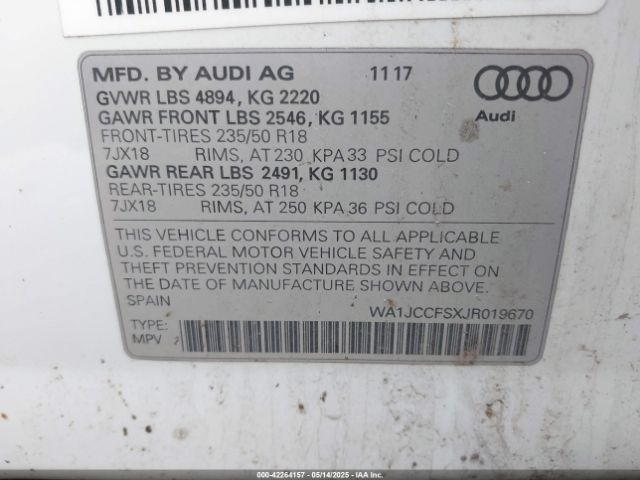 MFD. BY AUDI AG 11 17
GVWR LBS 4894, KG 2220
GAWR FRONT LBS 2546, KG 1155
FRONT-TIRES 235/50 R18
7JX18 RIMS, AT 230 KPA 33 PSI COLD
GAWR REAR LBS 2491, KG 1130
REAR-TIRES 235/50 R18
7JX18 RIMS, AT 250 KPA 36 PSI COLD
Audi
THIS VEHICLE CONFORMS TO ALL APPLICABLE
U.S. FEDERAL MOTOR VEHICLE SAFETY AND
THEFT PREVENTION STANDARDS IN EFFECT ON
THE DATE OF MANUFACTURE SHOWN ABOVE.
SPAIN WA1JCCFSXJR019670
TYPE:
MPV
000-42264157 - 05/14/2025 - ©IAA